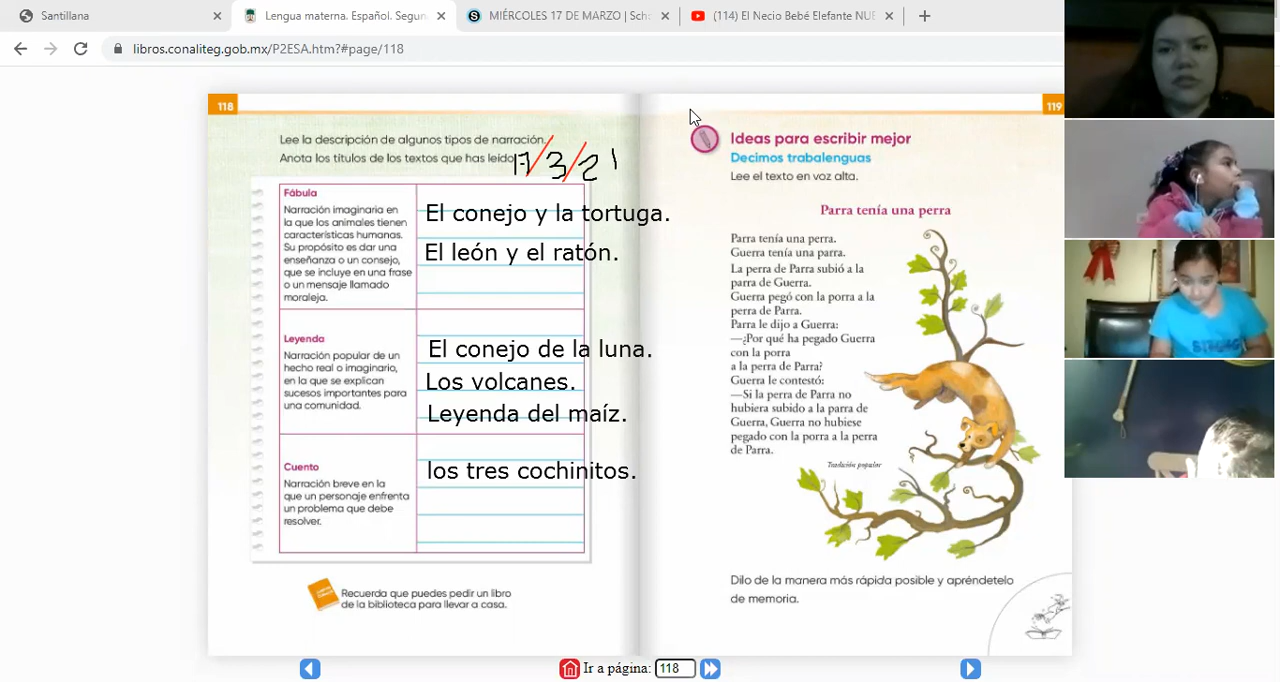 Santillana
Lengua materna. Español. Segun
MIÉRCOLES 17 DE MARZO | Sch
(114) El Necio Bebé Elefante NUE
libros.conaliteg.gob.mx/P2ESA.htm?#page/118
118
Lee la descripción de algunos tipos de narración.
Anota los títulos de los textos que has leído
17/3/21
Fábula
Narración imaginaria en
la que los animales tienen
características humanas.
Su propósito es dar una
enseñanza o un consejo,
que se incluye en una frase
o un mensaje llamado
moraleja.
El conejo y la tortuga.
El león y el ratón.
Leyenda
Narración popular de un
hecho real o imaginario,
en la que se explican
sucesos importantes para
una comunidad.
El conejo de la luna.
Los volcanes.
Leyenda del maíz.
Cuento
Narración breve en la
que un personaje enfrenta
un problema que debe
resolver.
los tres cochinitos.
Recuerda que puedes pedir un libro
de la biblioteca para llevar a casa.
119
Ideas para escribir mejor
Decimos trabalenguas
Lee el texto en voz alta.
Parra tenía una perra
Parra tenía una perra.
Guerra tenía una parra.
La perra de Parra subió a la
parra de Guerra.
Guerra pegó con la porra a la
perra de Parra.
Parra le dijo a Guerra:
—¿Por qué ha pegado Guerra
con la porra
a la perra de Parra?
Guerra le contestó:
—Si la perra de Parra no
hubiera subido a la parra de
Guerra, Guerra no hubiese
pegado con la porra a la perra
de Parra.
Tradición popular
Dilo de la manera más rápida posible y apréndetelo
de memoria.
Ir a página: 118